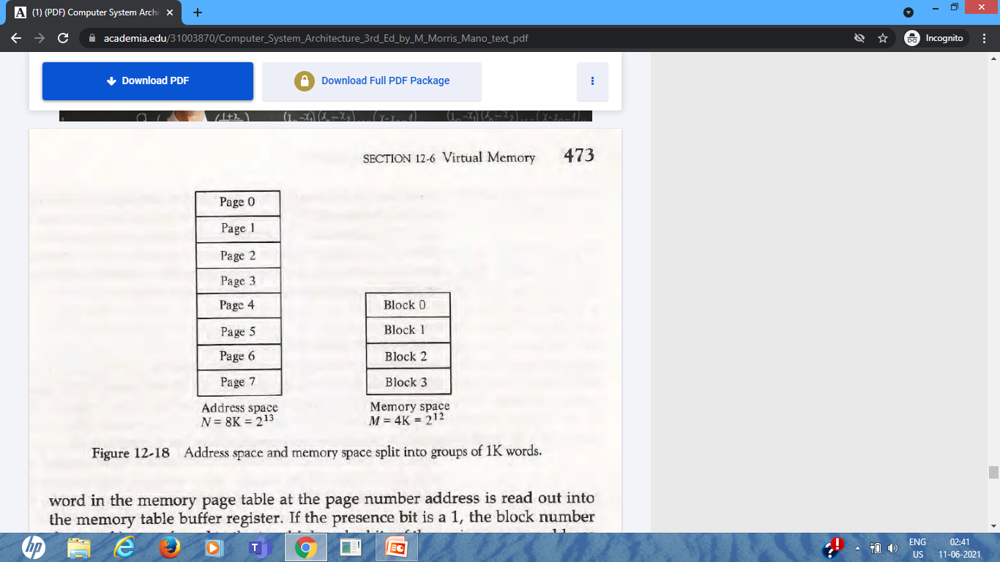 (1) (PDF) Computer System Archi
academia.edu/31003870/Computer_System_Architecture_3rd_Ed_by_M_Morris_Mano_text_pdf
Incognito
Download PDF
Download Full PDF Package
SECTION 12-6 Virtual Memory 473
Page 0
Page 1
Page 2
Page 3
Page 4
Page 5
Page 6
Page 7
Address space
N = 8K = 2¹³
Block 0
Block 1
Block 2
Block 3
Memory space
M = 4K = 2¹²
Figure 12-18 Address space and memory space split into groups of 1K words.
word in the memory page table at the page number address is read out into
the memory table buffer register. If the presence bit is a 1, the block number
ENG
US
02:41
11-06-2021